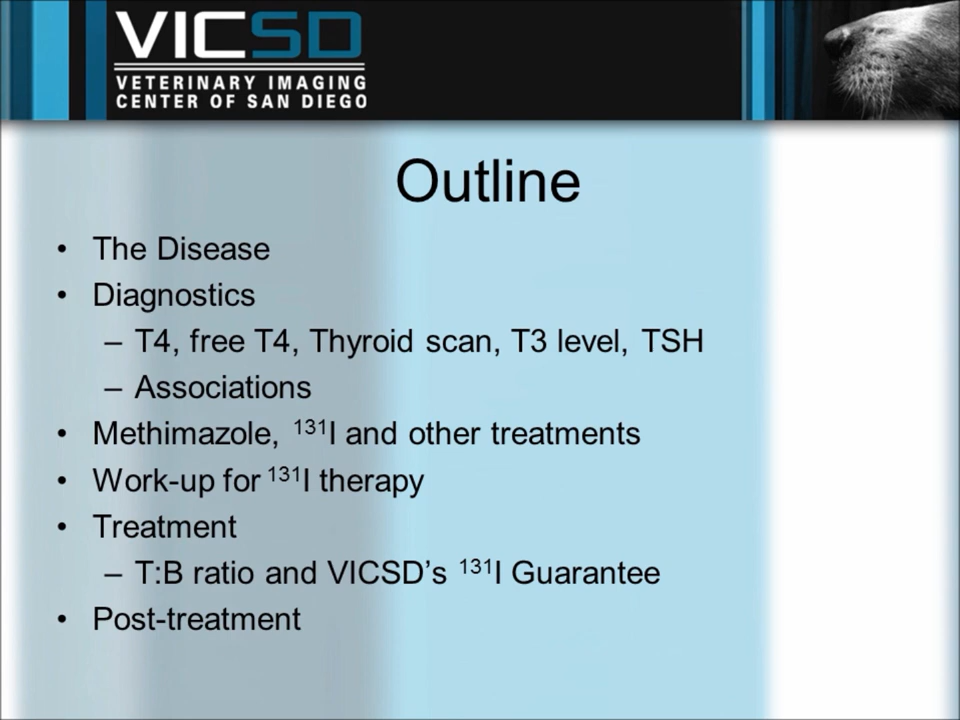 VICSD
VETERINARY IMAGING
CENTER OF SAN DIEGO
Outline
• The Disease
• Diagnostics
– T4, free T4, Thyroid scan, T3 level, TSH
– Associations
• Methimazole, ¹³¹I and other treatments
• Work-up for ¹³¹I therapy
• Treatment
– T:B ratio and VICSD’s ¹³¹I Guarantee
• Post-treatment